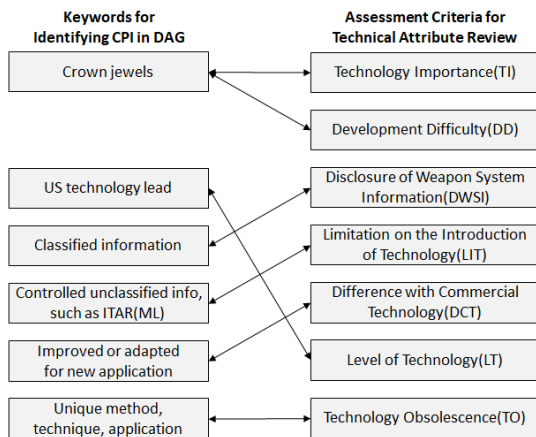 Keywords for
Identifying CPI in DAG
Crown jewels
US technology lead
Classified information
Controlled unclassified info,
such as ITAR(ML)
Improved or adapted
for new application
Unique method,
technique, application
Assessment Criteria for
Technical Attribute Review
Technology Importance(TI)
Development Difficulty(DD)
Disclosure of Weapon System
Information(DWSI)
Limitation on the Introduction
of Technology(LIT)
Difference with Commercial
Technology(DCT)
Level of Technology(LT)
Technology Obsolescence(TO)